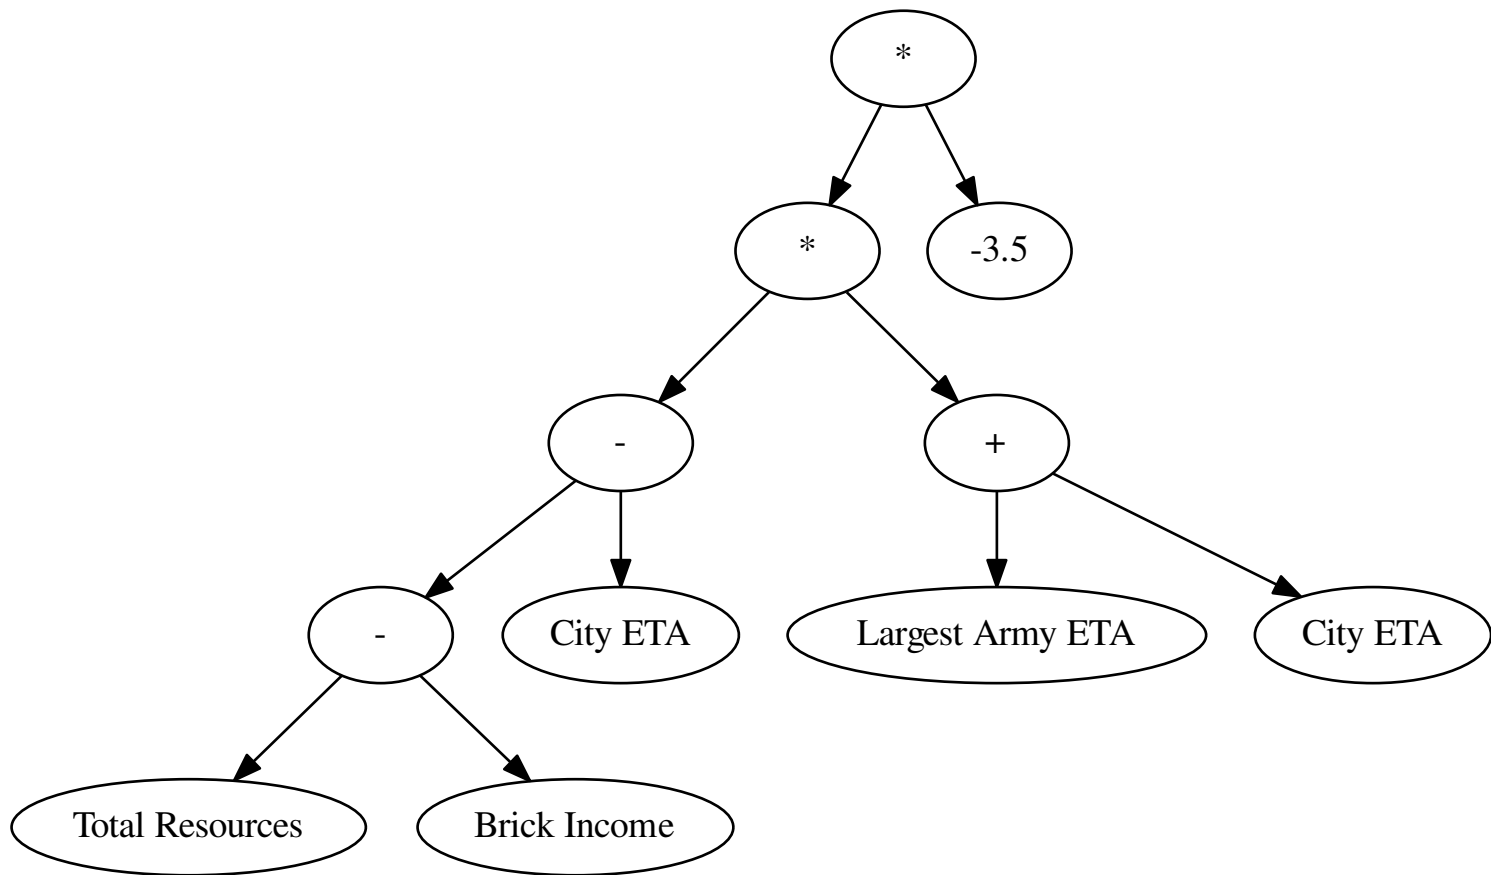 *
*
-3.5
-
+
-
City ETA
Largest Army ETA
City ETA
Total Resources
Brick Income